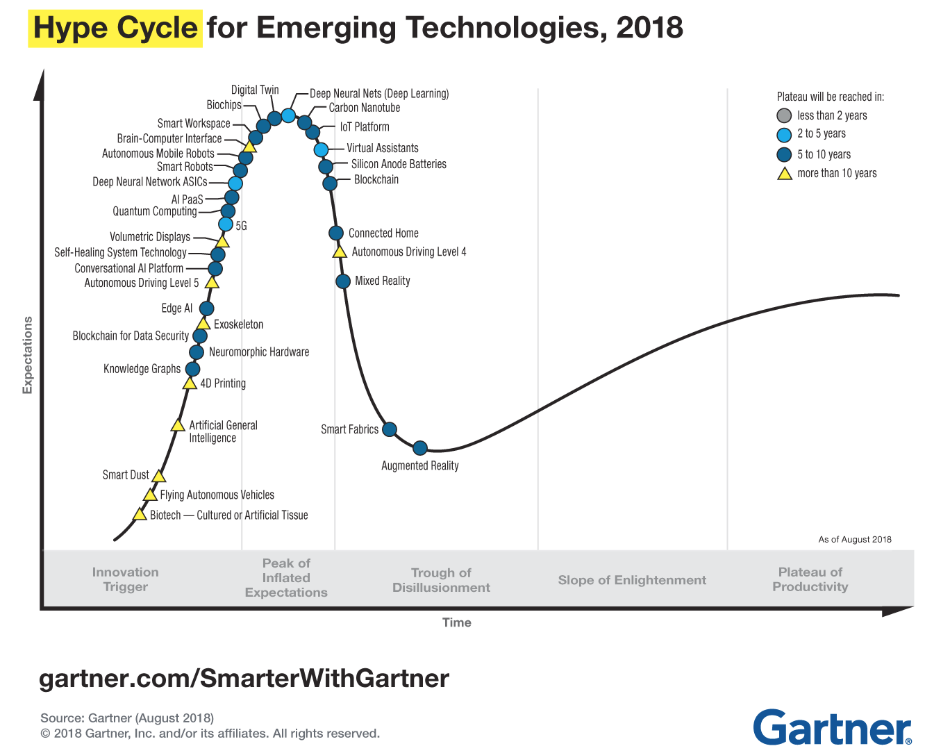 Hype Cycle for Emerging Technologies, 2018
Plateau will be reached in:
less than 2 years
2 to 5 years
5 to 10 years
more than 10 years
Expectations
Digital Twin
Biochips
Smart Workspace
Brain-Computer Interface
Autonomous Mobile Robots
Smart Robots
Deep Neural Network ASICs
AI PaaS
Quantum Computing
5G
Volumetric Displays
Self-Healing System Technology
Conversational AI Platform
Autonomous Driving Level 5
Edge AI
Exoskeleton
Blockchain for Data Security
Neuromorphic Hardware
Knowledge Graphs
4D Printing
Artificial General
Intelligence
Smart Dust
Flying Autonomous Vehicles
Biotech — Cultured or Artificial Tissue
Deep Neural Nets (Deep Learning)
Carbon Nanotube
IoT Platform
Virtual Assistants
Silicon Anode Batteries
Blockchain
Connected Home
Autonomous Driving Level 4
Mixed Reality
Smart Fabrics
Augmented Reality
As of August 2018
Innovation
Trigger
Peak of
Inflated
Expectations
Trough of
Disillusionment
Slope of Enlightenment
Plateau of
Productivity
Time
gartner.com/SmarterWithGartner
Source: Gartner (August 2018)
© 2018 Gartner, Inc. and/or its affiliates. All rights reserved.
Gartner®